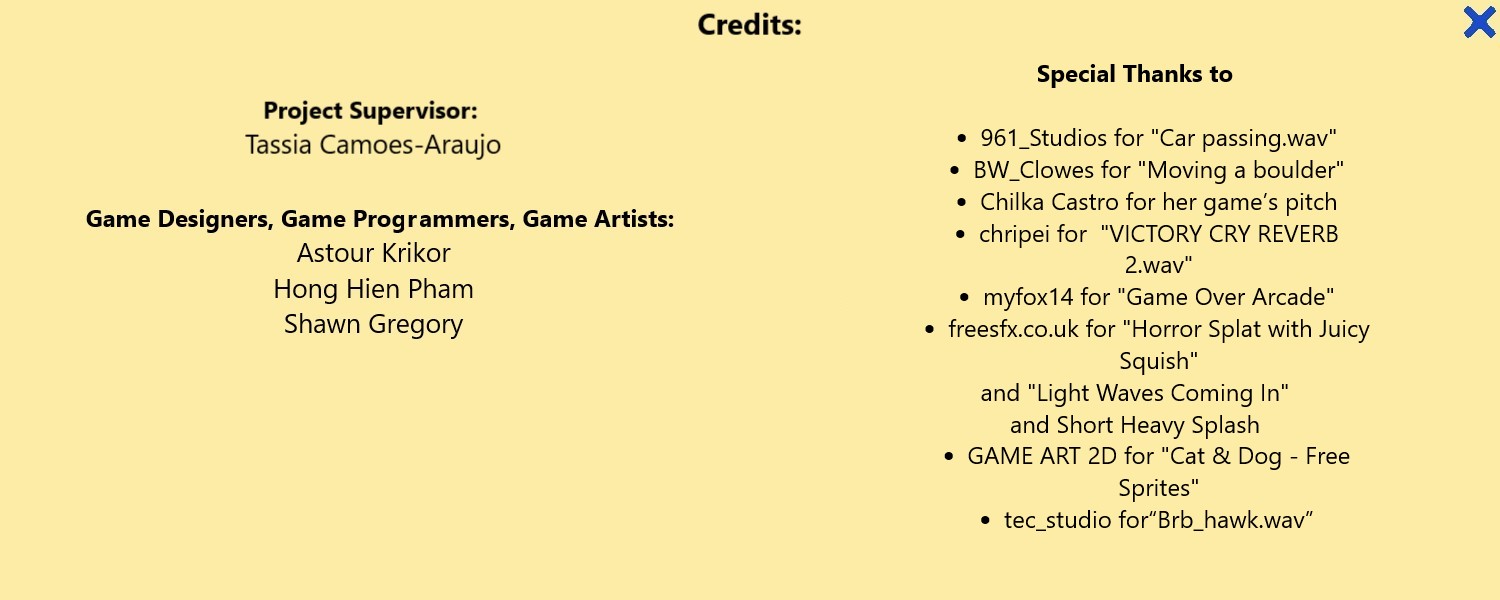 Credits:
Project Supervisor:
Tassia Camoes-Araujo
Game Designers, Game Programmers, Game Artists:
Astour Krikor
Hong Hien Pham
Shawn Gregory
Special Thanks to
• 961_Studios for "Car passing.wav"
• BW_Clowes for "Moving a boulder"
• Chilka Castro for her game’s pitch
• chripei for  "VICTORY CRY REVERB
2.wav"
• myfox14 for "Game Over Arcade"
• freesfx.co.uk for "Horror Splat with Juicy
Squish"
and "Light Waves Coming In"
and Short Heavy Splash
• GAME ART 2D for "Cat & Dog - Free
Sprites"
• tec_studio for“Brb_hawk.wav”